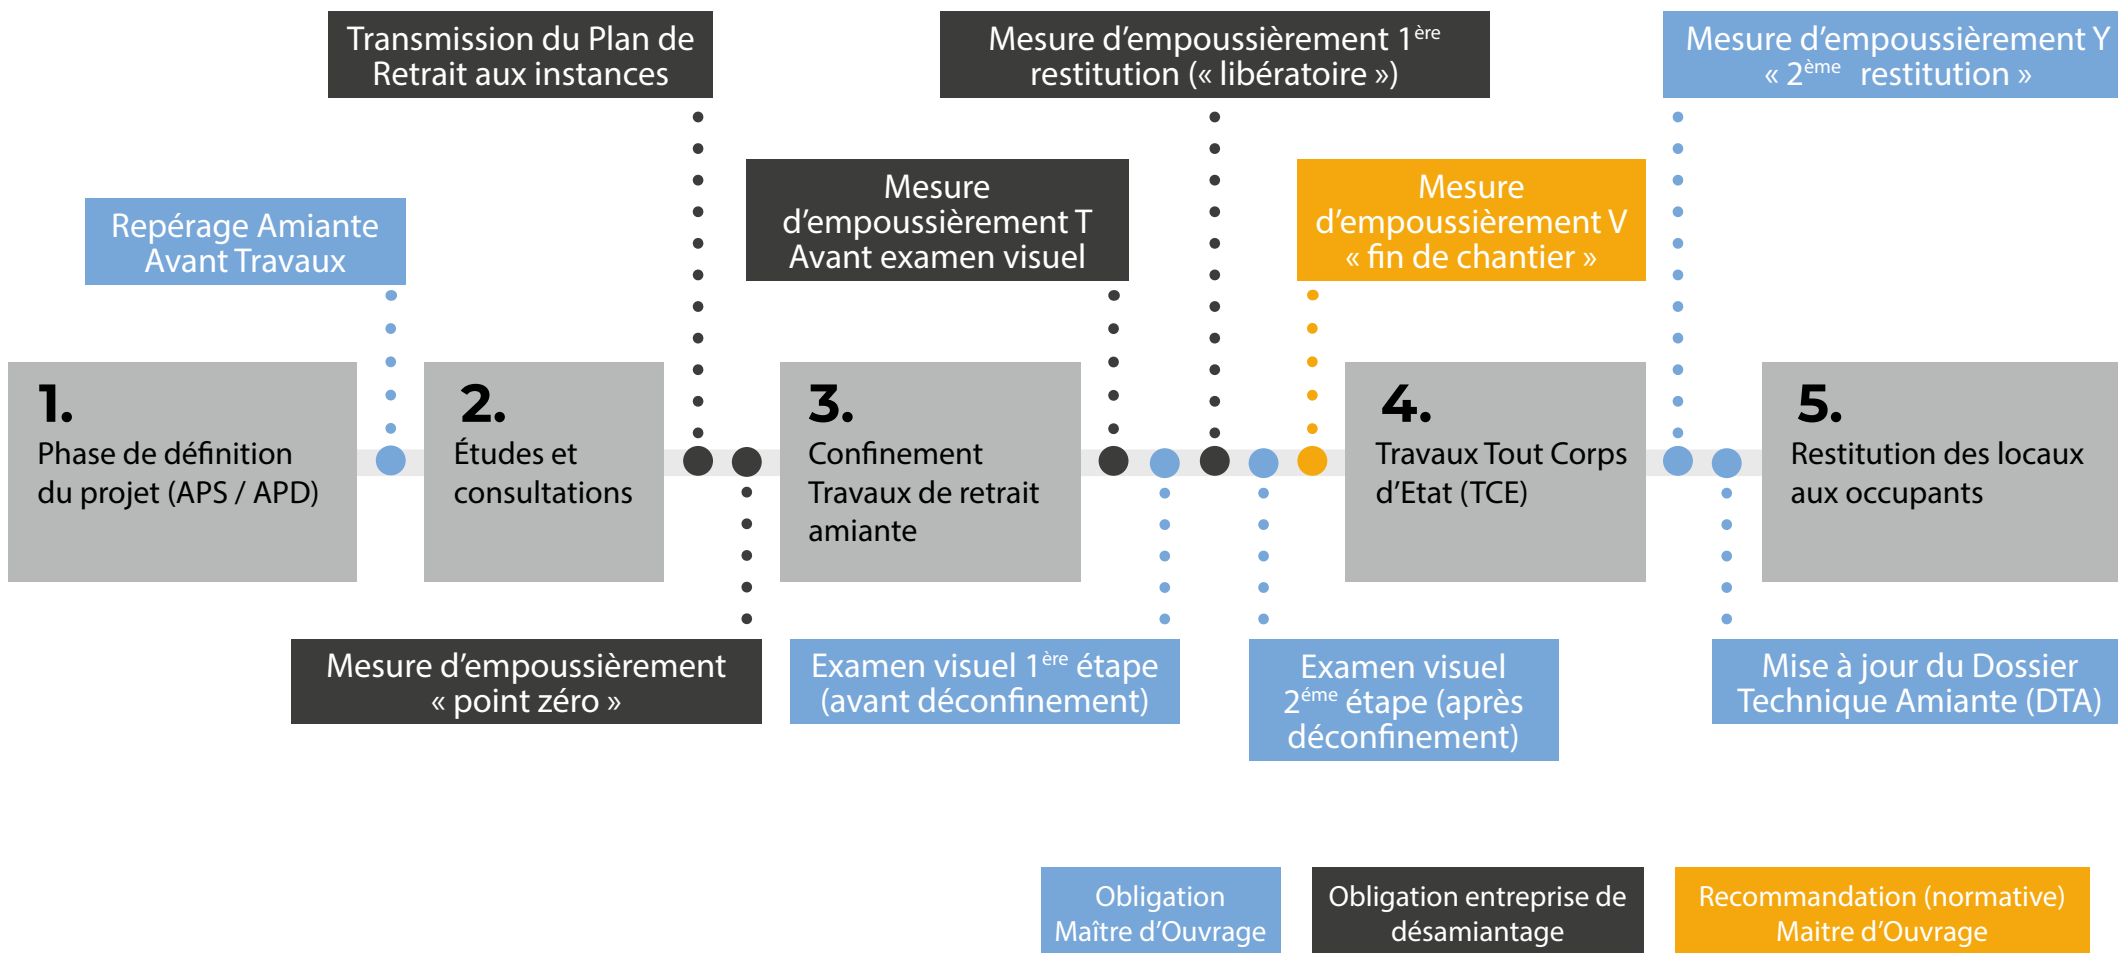 Transmission du Plan de
Retrait aux instances
Mesure d'empoussièrement 1ère
restitution (« libératoire »)
Mesure d'empoussièrement Y
« 2ème restitution »
Repérage Amiante
Avant Travaux
Mesure
d'empoussièrement T
Avant examen visuel
Mesure
d'empoussièrement V
« fin de chantier »
1.
Phase de définition
du projet (APS / APD)
2.
Études et
consultations
3.
Confinement
Travaux de retrait
amiante
4.
Travaux Tout Corps
d'Etat (TCE)
5.
Restitution des locaux
aux occupants
Mesure d'empoussièrement
« point zéro »
Examen visuel 1ère étape
(avant déconfinement)
Examen visuel
2éme étape (après
déconfinement)
Mise à jour du Dossier
Technique Amiante (DTA)
Obligation
Maître d'Ouvrage
Obligation entreprise de
désamiantage
Recommandation (normative)
Maitre d'Ouvrage